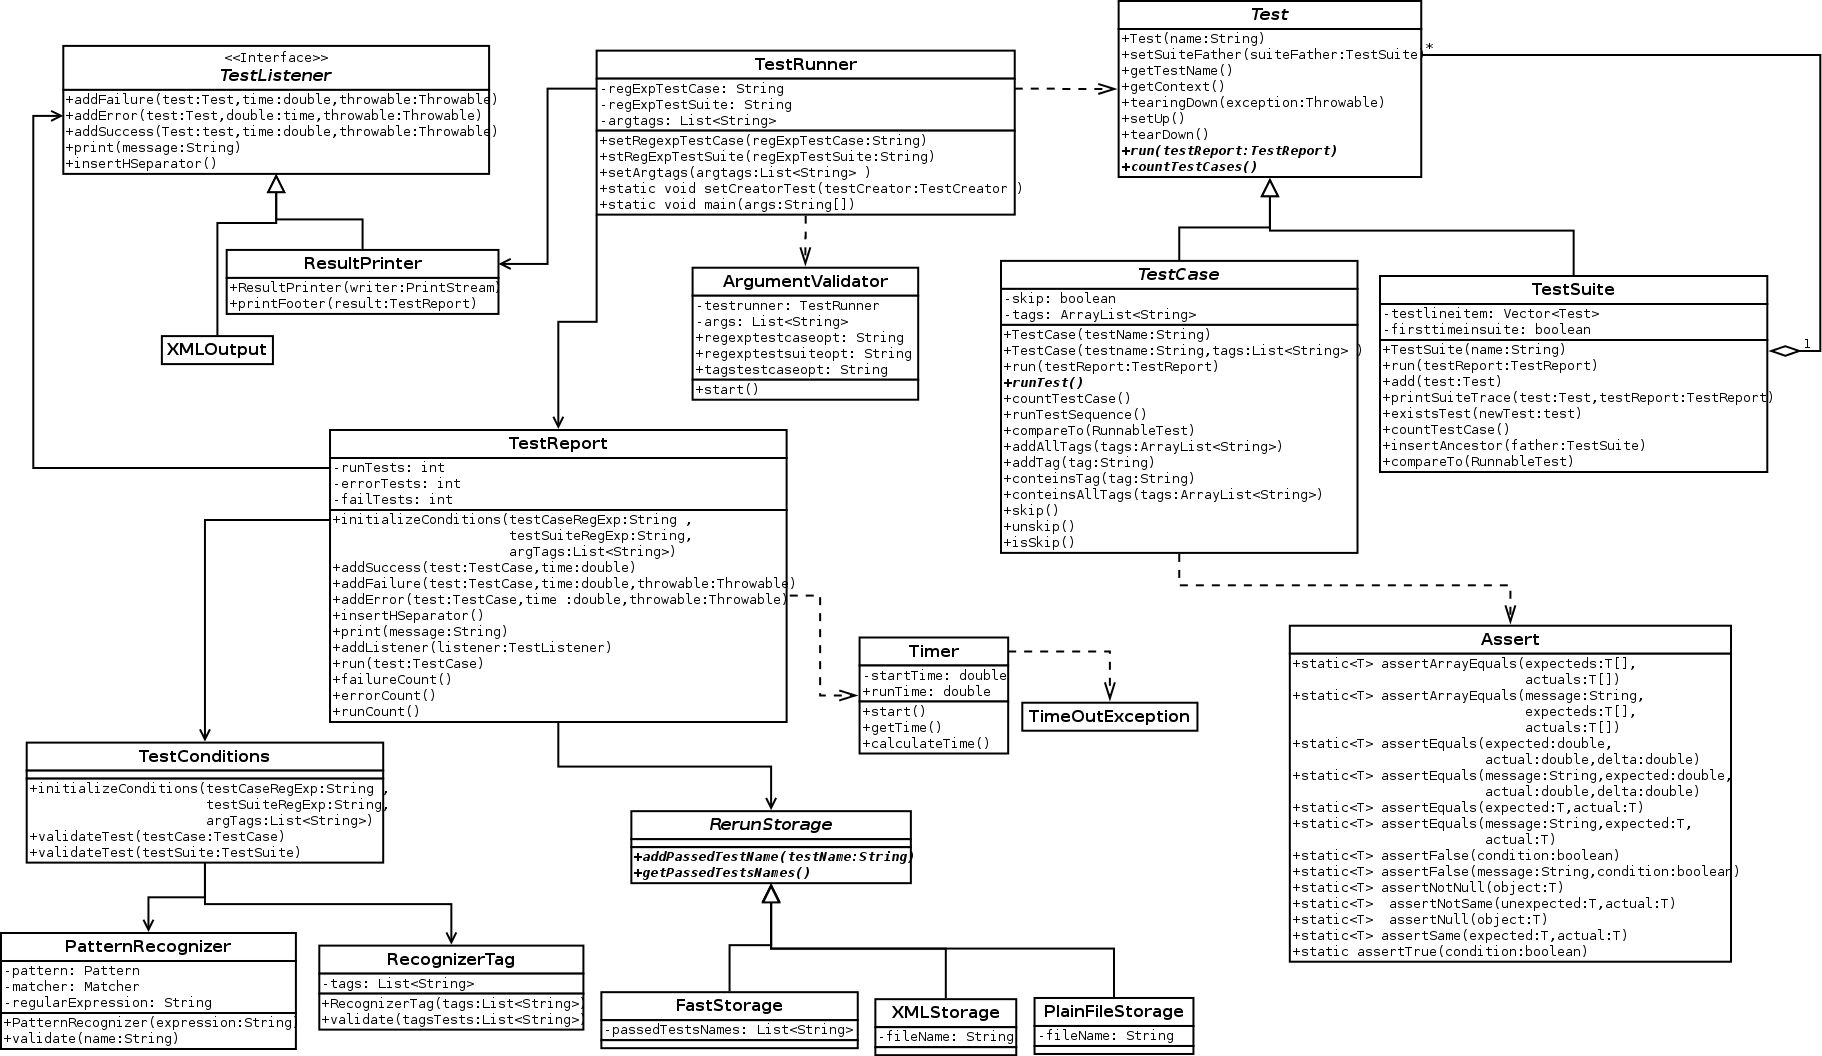 <<Interface>>
TestListener
+addFailure(test:Test,time:double,throwable:Throwable)
+addError(test:Test,double:time,throwable:Throwable)
+addSuccess(Test:test,time:double,throwable:Throwable)
+print(message:String)
+insertHSeparator()
TestRunner
-regExpTestCase: String
-regExpTestSuite: String
-argtags: List<String>
+setRegexpTestCase(regExpTestCase:String)
+stRegExpTestSuite(regExpTestSuite:String)
+setArgtags(argtags:List<String> )
+static void setCreatorTest(testCreator:TestCreator )
+static void main(args:String[])
Test
+Test(name:String)
+setSuiteFather(suiteFather:TestSuite)
+getTestName()
+getContext()
+tearingDown(exception:Throwable)
+setUp()
+tearDown()
+run(testReport:TestReport)
+countTestCases()
*
1
ResultPrinter
+ResultPrinter(writer:PrintStream)
+printFooter(result:TestReport)
XMLOutput
ArgumentValidator
-testrunner: TestRunner
-args: List<String>
+regexptestcaseopt: String
+regexptestsuiteopt: String
+tagstestcaseopt: String
+start()
TestCase
-skip: boolean
-tags: ArrayList<String>
+TestCase(testName:String)
+TestCase(testname:String,tags:List<String> )
+run(testReport:TestReport)
+runTest()
+countTestCase()
+runTestSequence()
+compareTo(RunnableTest)
+addAllTags(tags:ArrayList<String>)
+addTag(tag:String)
+conteinsTag(tag:String)
+conteinsAllTags(tags:ArrayList<String>)
+skip()
+unskip()
+isSkip()
TestSuite
-testlineitem: Vector<Test>
-firsttimeinsuite: boolean
+TestSuite(name:String)
+run(testReport:TestReport)
+add(test:Test)
+printSuiteTrace(test:Test,testReport:TestReport)
+existsTest(newTest:test)
+countTestCase()
+insertAncestor(father:TestSuite)
+compareTo(RunnableTest)
TestReport
-runTests: int
-errorTests: int
-failTests: int
+initializeConditions(testCaseRegExp:String ,
testSuiteRegExp:String,
argTags:List<String>)
+addSuccess(test:TestCase,time:double)
+addFailure(test:TestCase,time:double,throwable:Throwable)
+addError(test:TestCase,time :double,throwable:Throwable)
+insertHSeparator()
+print(message:String)
+addListener(listener:TestListener)
+run(test:TestCase)
+failureCount()
+errorCount()
+runCount()
Timer
-startTime: double
+runTime: double
+start()
+getTime()
+calculateTime()
TimeOutException
Assert
+static<T> assertArrayEquals(expecteds:T[],
actuals:T[])
+static<T> assertArrayEquals(message:String,
expecteds:T[],
actuals:T[])
+static<T> assertEquals(expected:double,
actual:double,delta:double)
+static<T> assertEquals(message:String,expected:double,
actual:double,delta:double)
+static<T> assertEquals(expected:T,actual:T)
+static<T> assertEquals(message:String,expected:T,
actual:T)
+static<T> assertFalse(condition:boolean)
+static<T> assertFalse(message:String,condition:boolean)
+static<T> assertNotNull(object:T)
+static<T>  assertNotSame(unexpected:T,actual:T)
+static<T>  assertNull(object:T)
+static<T> assertSame(expected:T,actual:T)
+static assertTrue(condition:boolean)
TestConditions
+initializeConditions(testCaseRegExp:String ,
testSuiteRegExp:String,
argTags:List<String>)
+validateTest(testCase:TestCase)
+validateTest(testSuite:TestSuite)
RerunStorage
+addPassedTestName(testName:String)
+getPassedTestsNames()
PatternRecognizer
-pattern: Pattern
-matcher: Matcher
-regularExpression: String
+PatternRecognizer(expression:String)
+validate(name:String)
RecognizerTag
-tags: List<String>
+RecognizerTag(tags:List<String>)
+validate(tagsTests:List<String>)
FastStorage
-passedTestsNames: List<String>
XMLStorage
-fileName: String
PlainFileStorage
-fileName: String